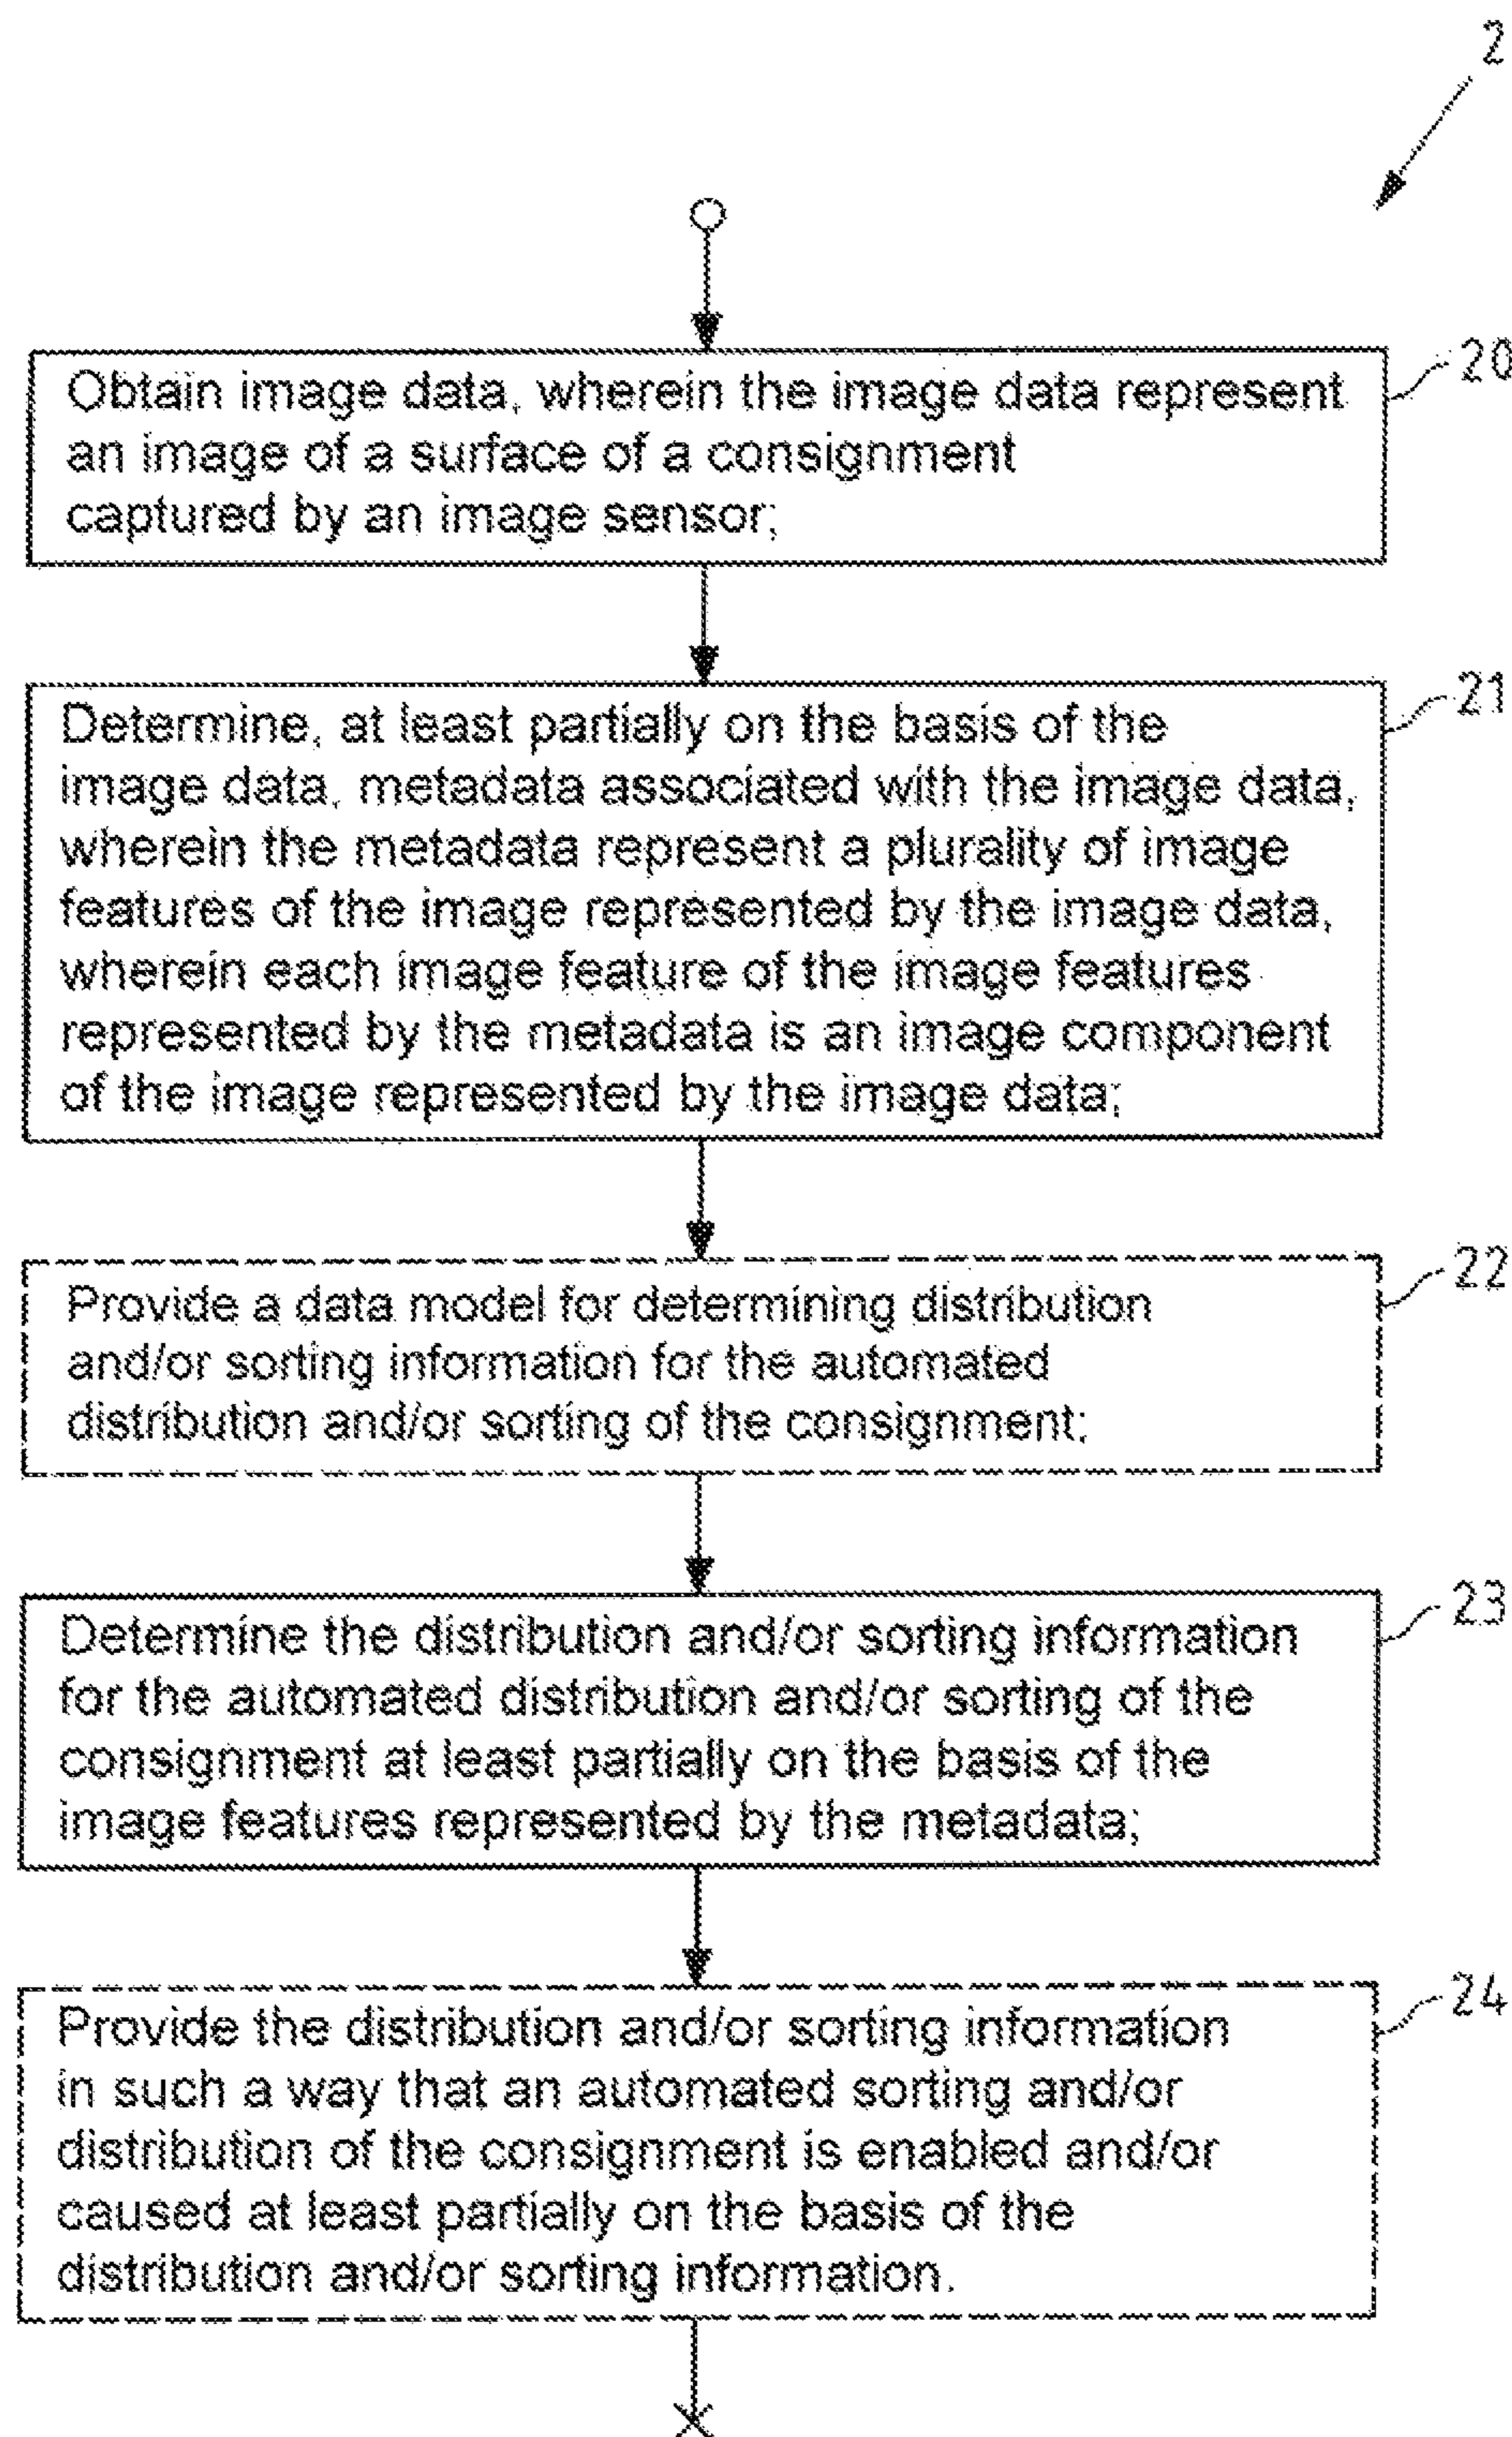 2
20
Obtain image data, wherein the image data represent
an image of a surface of a consignment
captured by an image sensor;
21
Determine, at least partially on the basis of the
image data, metadata associated with the image data,
wherein the metadata represent a plurality of image
features of the image represented by the image data,
wherein each image feature of the image features
represented by the metadata is an image component
of the image represented by the image data;
22
Provide a data model for determining distribution
and/or sorting information for the automated
distribution and/or sorting of the consignment;
23
Determine the distribution and/or sorting information
for the automated distribution and/or sorting of the
consignment at least partially on the basis of the
image features represented by the metadata;
24
Provide the distribution and/or sorting information
in such a way that an automated sorting and/or
distribution of the consignment is enabled and/or
caused at least partially on the basis of the
distribution and/or sorting information.